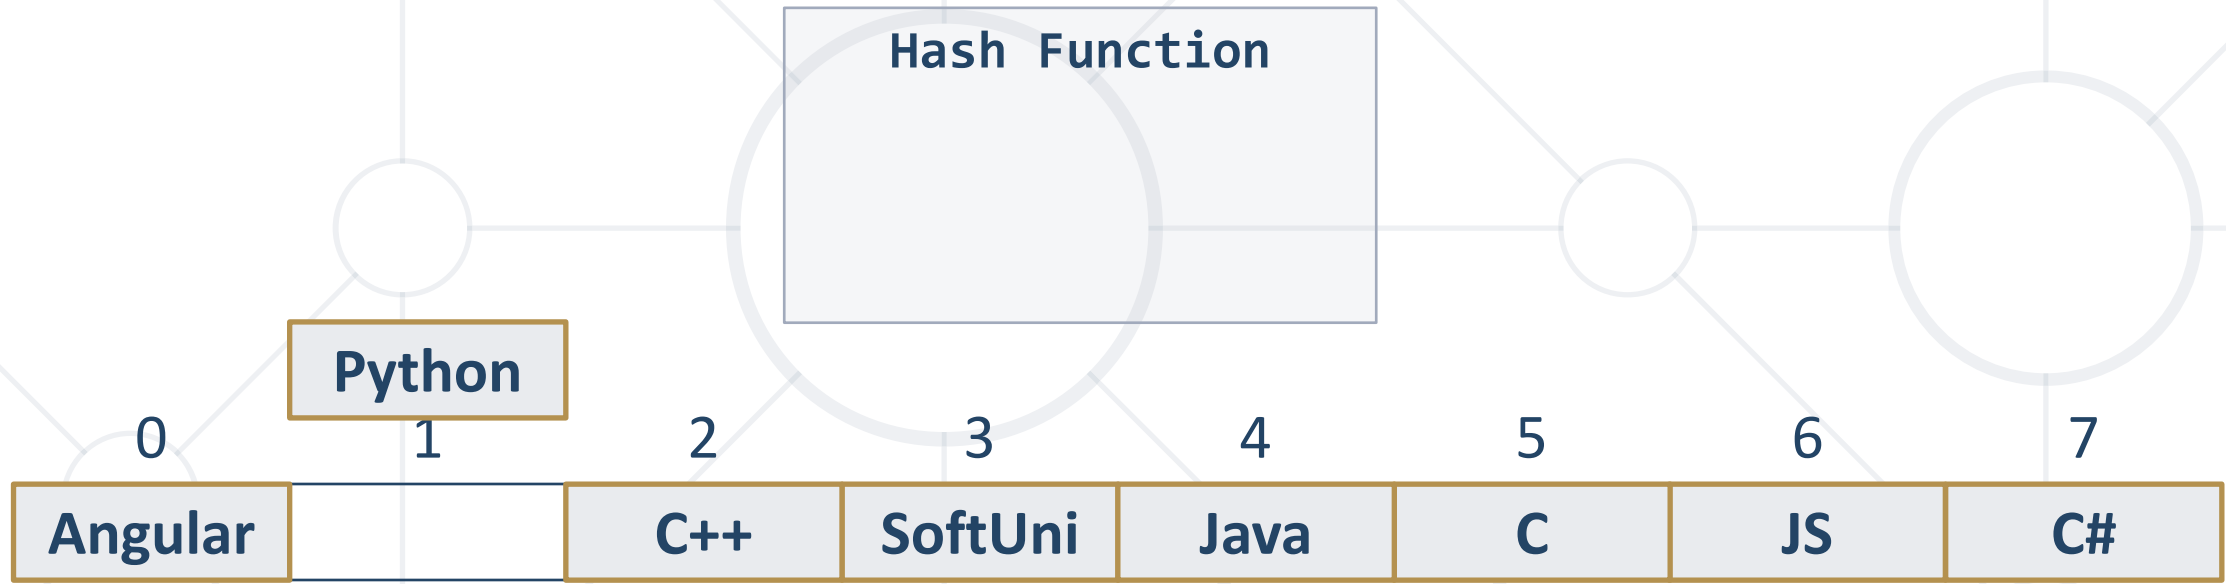 Hash Function
Python
0 1 2 3 4 5 6 7
Angular C++ SoftUni Java C JS C#